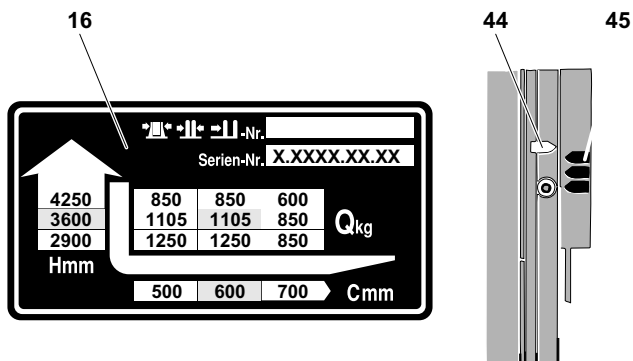 16 44 45
-Nr.
Serien-Nr. X.XXXX.XX.XX
4250 850 850 600
3600 1105 1105 850 Qkg
2900 1250 1250 850
Hmm
500 600 700 Cmm